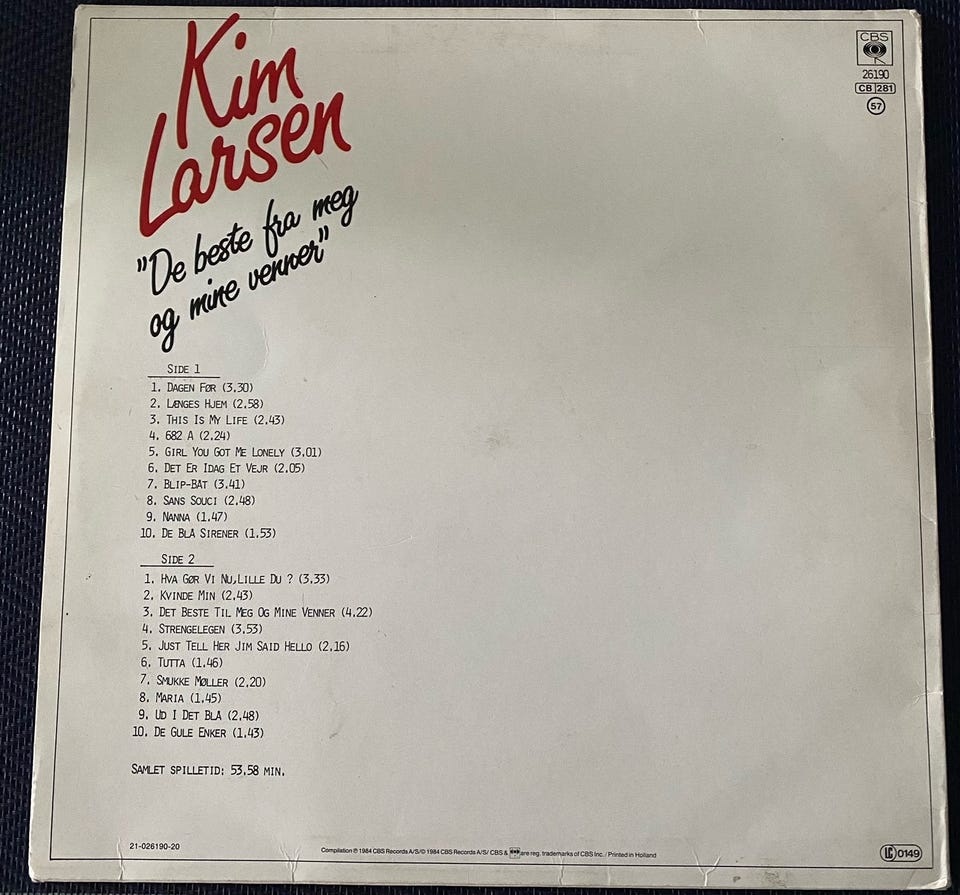 Kim
Larsen
"De beste fra meg
og mine venner"
CBS
26190
CB 281
57
SIDE 1
1. DAGEN FØR (3.30)
2. LÆNGES HJEM (2.58)
3. THIS IS MY LIFE (2.43)
4. 682 A (2.24)
5. GIRL YOU GOT ME LONELY (3.01)
6. DET ER IDAG ET VEJR (2.05)
7. BLIP-BÅT (3.41)
8. SANS SOUCI (2.48)
9. NANNA (1.47)
10. DE BLÅ SIRENER (1.53)
SIDE 2
1. HVA GØR VI NU,LILLE DU ? (3.33)
2. KVINDE MIN (2.43)
3. DET BESTE TIL MEG OG MINE VENNER (4.22)
4. STRENGELEGEN (3.53)
5. JUST TELL HER JIM SAID HELLO (2.16)
6. TUTTA (1.46)
7. SMUKKE MØLLER (2.20)
8. MARIA (1.45)
9. UD I DET BLÅ (2.48)
10. DE GULE ENKER (1.43)
SAMLET SPILLETID: 53.58 MIN.
21-026190-20
Compilation ℗ 1984 CBS Records A/S/© 1984 CBS Records A/S/ CBS & are reg. trademarks of CBS Inc./ Printed in Holland
LC 0149